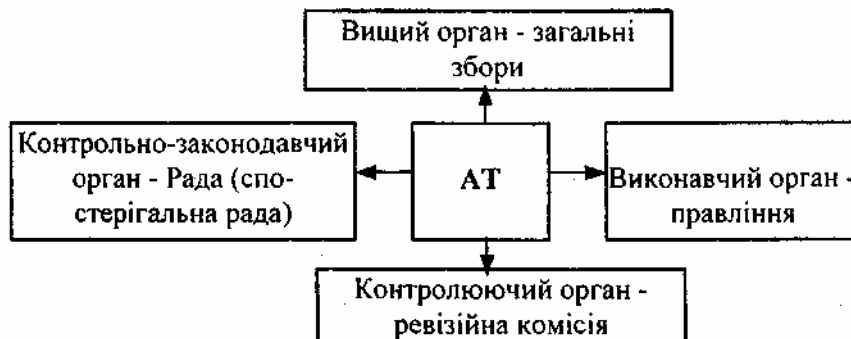 Вищий орган - загальні
збори
Контрольно-законодавчий
орган - Рада (спо-
стерігальна рада)
АТ
Виконавчий орган -
правління
Контролюючий орган -
ревізійна комісія